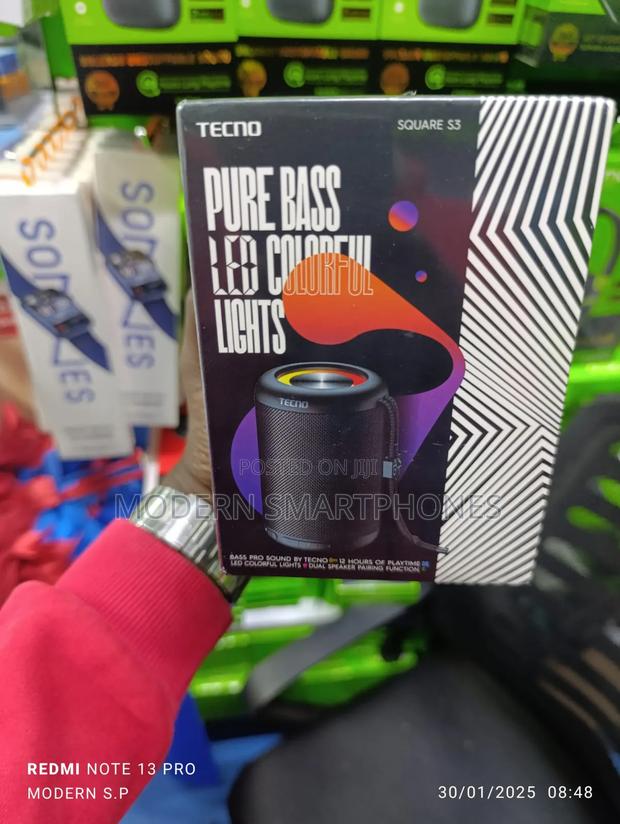 TECNO
SQUARE S3
PURE BASS
LED COLORFUL
LIGHTS
TECNO
BASS PRO SOUND BY TECNO 12 HOURS OF PLAYTIME
LED COLORFUL LIGHTS DUAL SPEAKER PAIRING FUNCTION
POSTED ON JIJI
MODERN SMARTPHONES
REDMI NOTE 13 PRO
MODERN S.P
30/01/2025 08:48